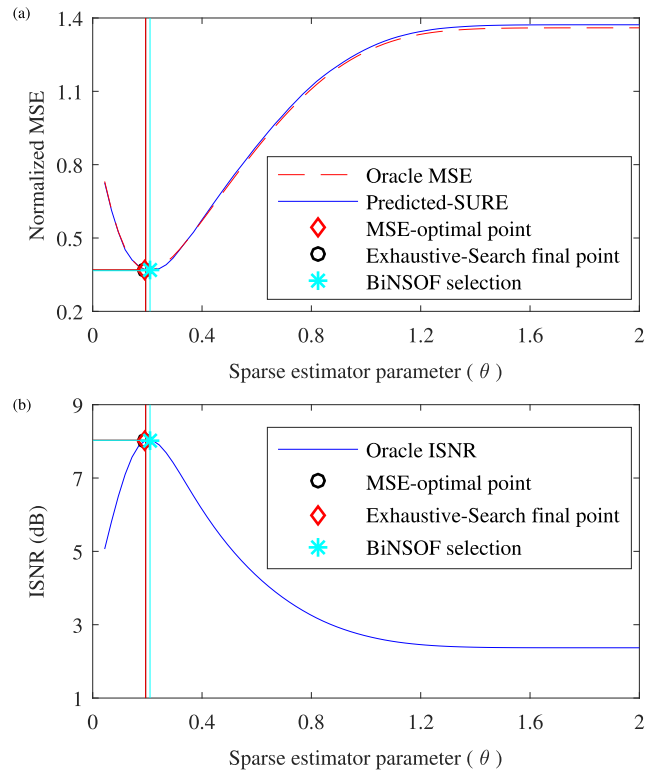 (a)
1.4
1.1
0.8
0.5
0.2
Normalized MSE
Oracle MSE
Predicted-SURE
MSE-optimal point
Exhaustive-Search final point
BiNSOF selection
0 0.4 0.8 1.2 1.6 2
Sparse estimator parameter ( θ )
(b)
9
7
5
3
1
ISNR (dB)
Oracle ISNR
MSE-optimal point
Exhaustive-Search final point
BiNSOF selection
0 0.4 0.8 1.2 1.6 2
Sparse estimator parameter ( θ )